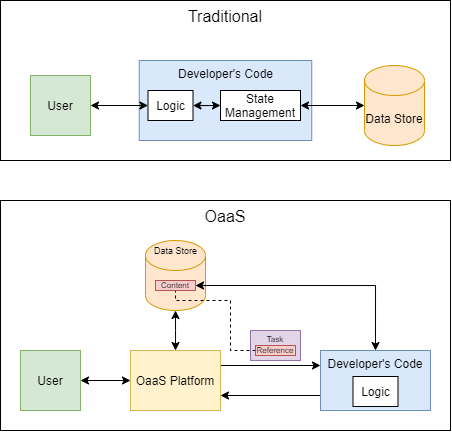 Traditional
Developer's Code
User
Logic
State
Management
Data Store
OaaS
Data Store
Content
Task
Reference
User
OaaS Platform
Developer's Code
Logic